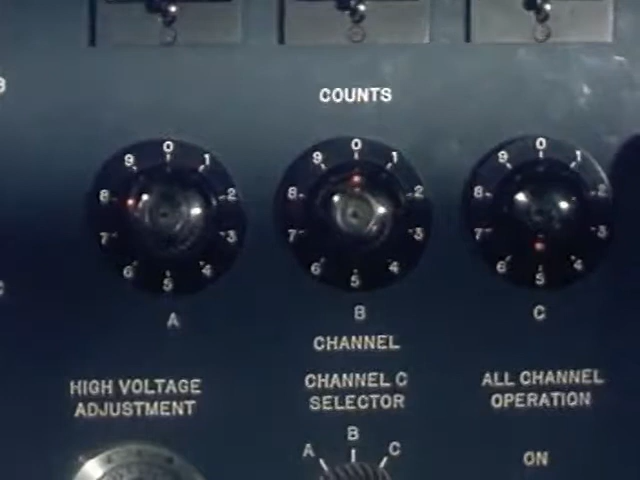 COUNTS
0 1 2 3 4 5 6 7 8 9
0 1 2 3 4 5 6 7 8 9
0 1 2 3 4 5 6 7 8 9
A B C
CHANNEL
HIGH VOLTAGE
ADJUSTMENT
CHANNEL C
SELECTOR
A B C
ALL CHANNEL
OPERATION
ON